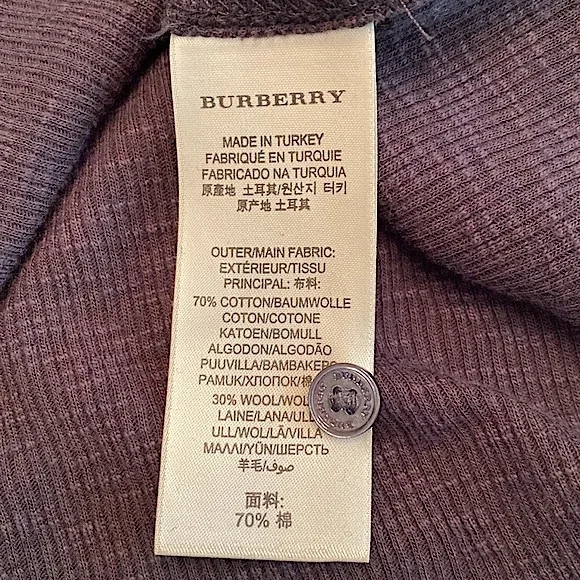 BURBERRY
MADE IN TURKEY
FABRIQUÉ EN TURQUIE
FABRICADO NA TURQUIA
原產地 土耳其/원산지 터키
原产地 土耳其
OUTER/MAIN FABRIC:
EXTÉRIEUR/TISSU
PRINCIPAL: 布料:
70% COTTON/BAUMWOLLE
COTON/COTONE
KATOEN/BOMULL
ALGODON/ALGODÃO
PUUVILLA/BAMBAKEP
PAMUK/ХЛОПОК/棉
30% WOOL/WOL
LAINE/LANA/ULL
ULL/WOL/LÃ/VILLA
ΜΑΛΛΙ/YÜN/ШЕРСТЬ
羊毛/صوف
面料:
70% 棉